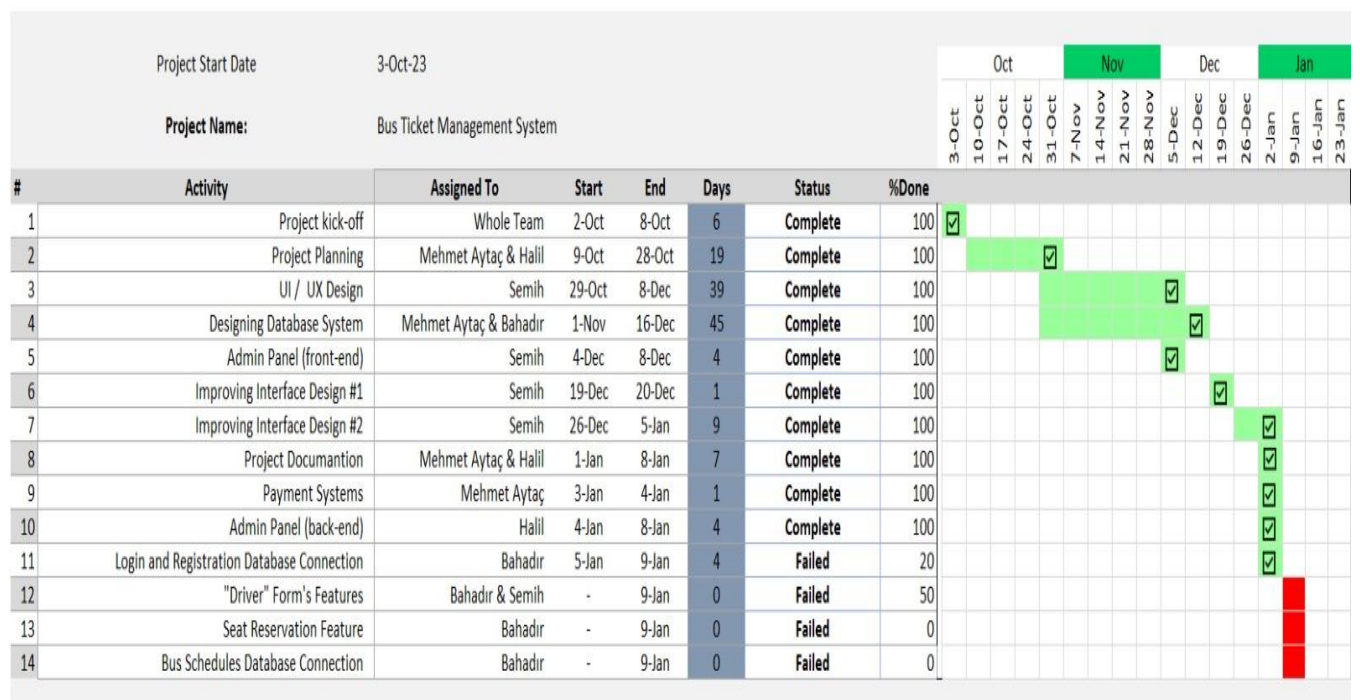 Project Start Date 3-Oct-23
Oct Nov Dec Jan
Project Name: Bus Ticket Management System
3-Oct 10-Oct 17-Oct 24-Oct 31-Oct 7-Nov 14-Nov 21-Nov 28-Nov 5-Dec 12-Dec 19-Dec 26-Dec 2-Jan 9-Jan 16-Jan 23-Jan
# Activity Assigned To Start End Days Status %Done
1 Project kick-off Whole Team 2-Oct 8-Oct 6 Complete 100
2 Project Planning Mehmet Aytaç & Halil 9-Oct 28-Oct 19 Complete 100
3 UI / UX Design Semih 29-Oct 8-Dec 39 Complete 100
4 Designing Database System Mehmet Aytaç & Bahadır 1-Nov 16-Dec 45 Complete 100
5 Admin Panel (front-end) Semih 4-Dec 8-Dec 4 Complete 100
6 Improving Interface Design #1 Semih 19-Dec 20-Dec 1 Complete 100
7 Improving Interface Design #2 Semih 26-Dec 5-Jan 9 Complete 100
8 Project Documantion Mehmet Aytaç & Halil 1-Jan 8-Jan 7 Complete 100
9 Payment Systems Mehmet Aytaç 3-Jan 4-Jan 1 Complete 100
10 Admin Panel (back-end) Halil 4-Jan 8-Jan 4 Complete 100
11 Login and Registration Database Connection Bahadır 5-Jan 9-Jan 4 Failed 20
12 "Driver" Form's Features Bahadır & Semih - 9-Jan 0 Failed 50
13 Seat Reservation Feature Bahadır - 9-Jan 0 Failed 0
14 Bus Schedules Database Connection Bahadır - 9-Jan 0 Failed 0